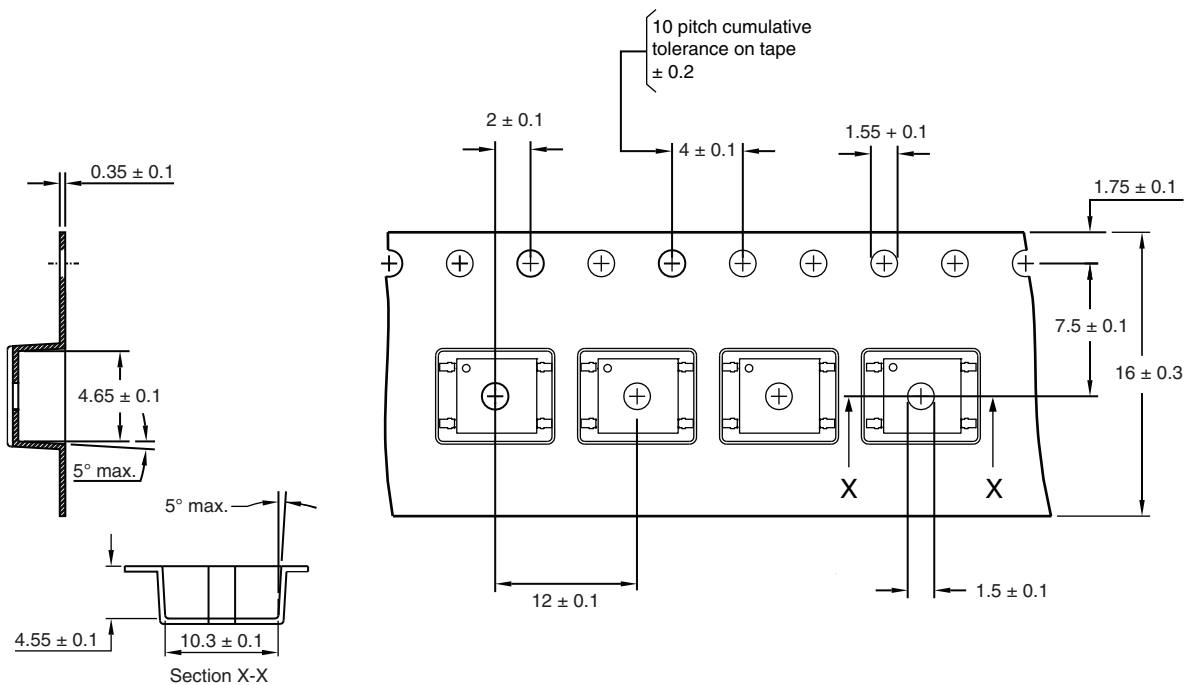 10 pitch cumulative
tolerance on tape
± 0.2
2 ± 0.1
4 ± 0.1
1.55 + 0.1
0.35 ± 0.1
1.75 ± 0.1
7.5 ± 0.1
16 ± 0.3
4.65 ± 0.1
5° max.
X
X
5° max.
12 ± 0.1
1.5 ± 0.1
4.55 ± 0.1
10.3 ± 0.1
Section X-X